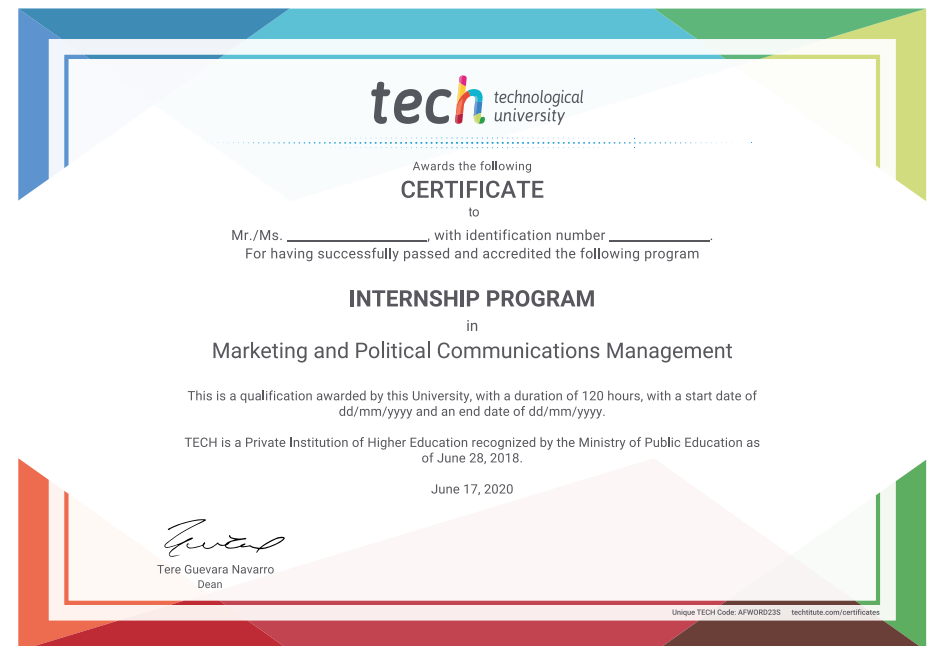 tech technological
university
Awards the following
CERTIFICATE
to
Mr./Ms. ____________________, with identification number ______________.
For having successfully passed and accredited the following program
INTERNSHIP PROGRAM
in
Marketing and Political Communications Management
This is a qualification awarded by this University, with a duration of 120 hours, with a start date of
dd/mm/yyyy and an end date of dd/mm/yyyy.
TECH is a Private Institution of Higher Education recognized by the Ministry of Public Education as
of June 28, 2018.
June 17, 2020
Tere Guevara Navarro
Dean
Unique TECH Code: AFWORD23S techtitute.com/certificates